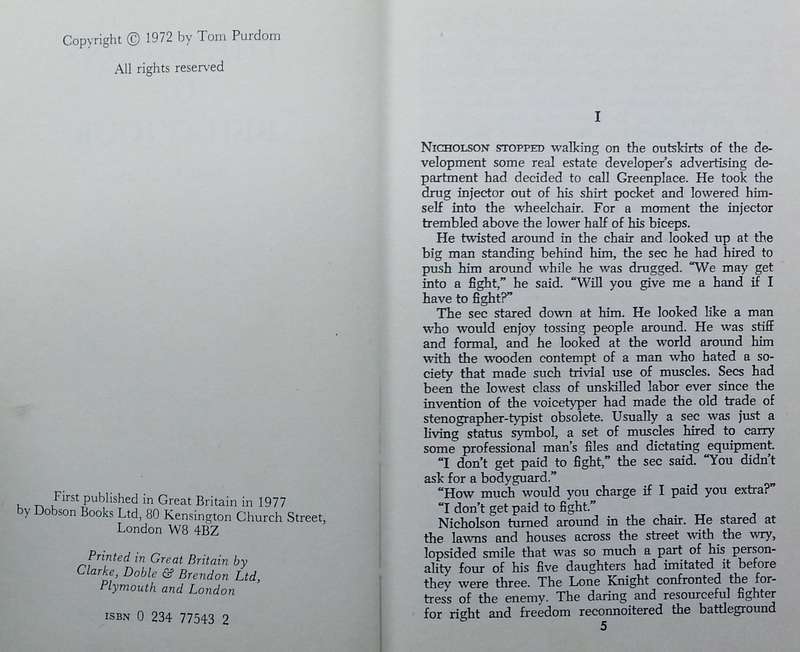 Copyright © 1972 by Tom Purdom
All rights reserved
First published in Great Britain in 1977
by Dobson Books Ltd, 80 Kensington Church Street,
London W8 4BZ
Printed in Great Britain by
Clarke, Doble & Brendon Ltd,
Plymouth and London
ISBN 0 234 77543 2
I
NICHOLSON STOPPED walking on the outskirts of the de-
velopment some real estate developer's advertising de-
partment had decided to call Greenplace. He took the
drug injector out of his shirt pocket and lowered him-
self into the wheelchair. For a moment the injector
trembled above the lower half of his biceps.
He twisted around in the chair and looked up at the
big man standing behind him, the sec he had hired to
push him around while he was drugged. “We may get
into a fight,” he said. “Will you give me a hand if I
have to fight?”
The sec stared down at him. He looked like a man
who would enjoy tossing people around. He was stiff
and formal, and he looked at the world around him
with the wooden contempt of a man who hated a so-
ciety that made such trivial use of muscles. Secs had
been the lowest class of unskilled labor ever since the
invention of the voicetyper had made the old trade of
stenographer-typist obsolete. Usually a sec was just a
living status symbol, a set of muscles hired to carry
some professional man's files and dictating equipment.
“I don't get paid to fight,” the sec said. “You didn't
ask for a bodyguard.”
“How much would you charge if I paid you extra?”
“I don't get paid to fight.”
Nicholson turned around in the chair. He stared at
the lawns and houses across the street with the wry,
lopsided smile that was so much a part of his person-
ality four of his five daughters had imitated it before
they were three. The Lone Knight confronted the for-
tress of the enemy. The daring and resourceful fighter
for right and freedom reconnoitered the battleground
5